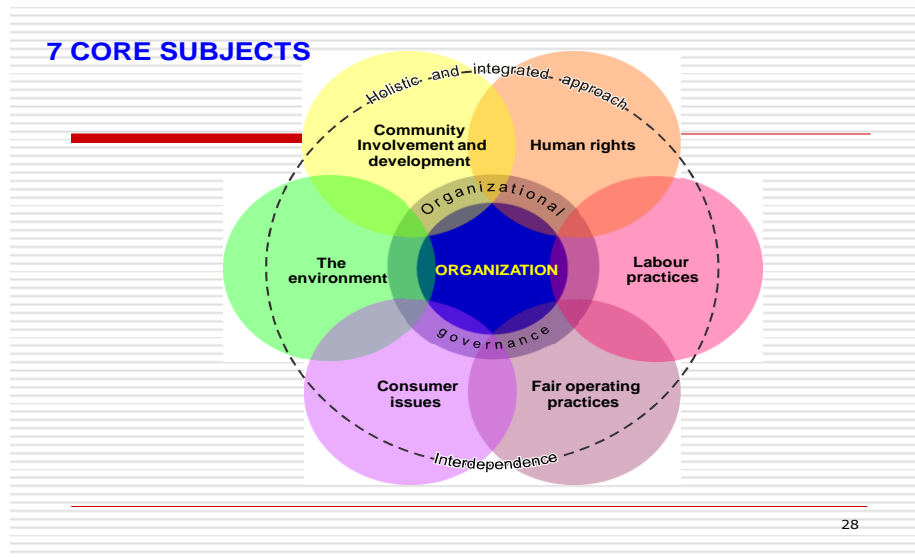 7 CORE SUBJECTS
Holistic and integrated approach
Community
Involvement and
development
Human rights
Organizational
The
environment
ORGANIZATION
Labour
practices
governance
Consumer
issues
Fair operating
practices
Interdependence
28